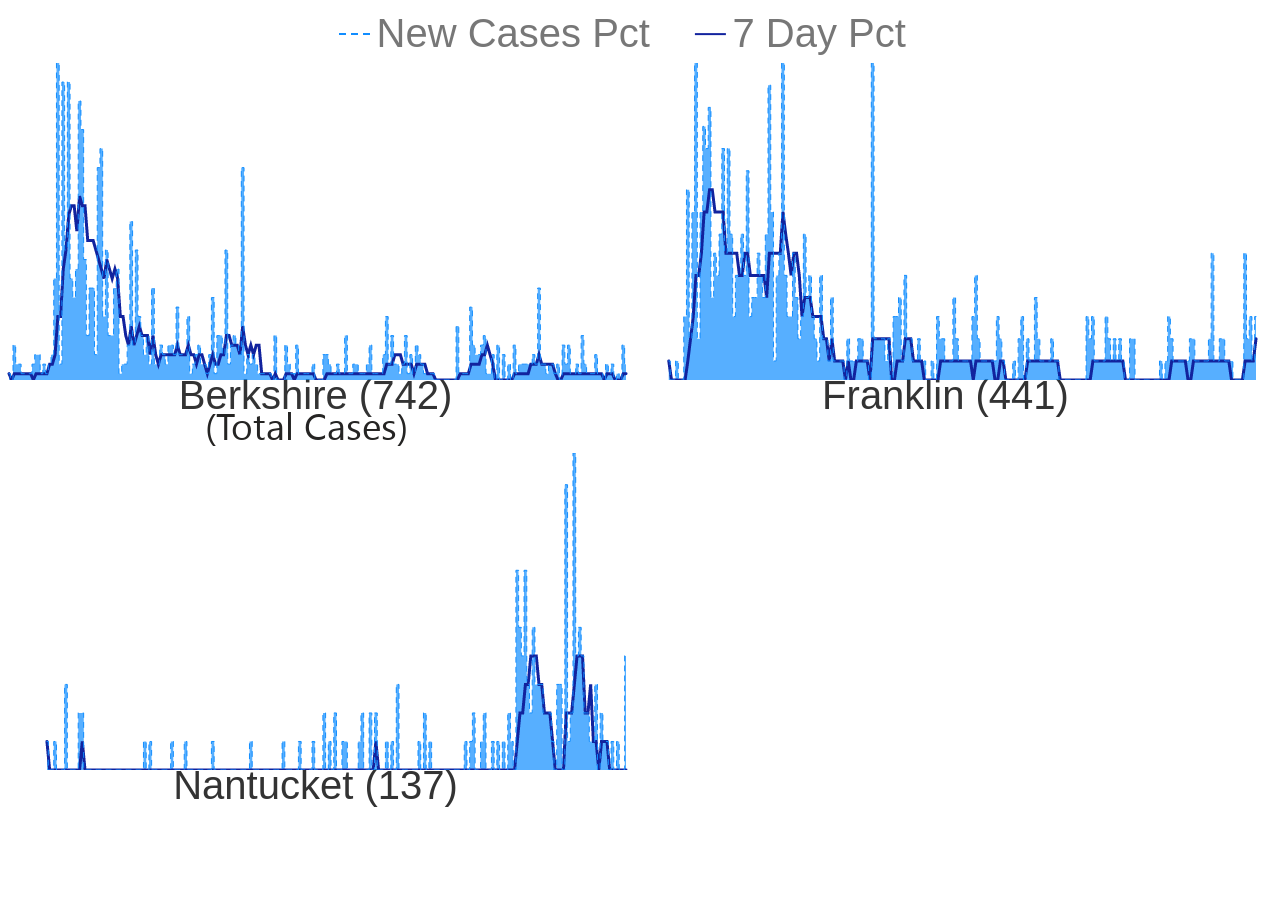 New Cases Pct 7 Day Pct
Berkshire (742) Franklin (441)
(Total Cases)
Nantucket (137)